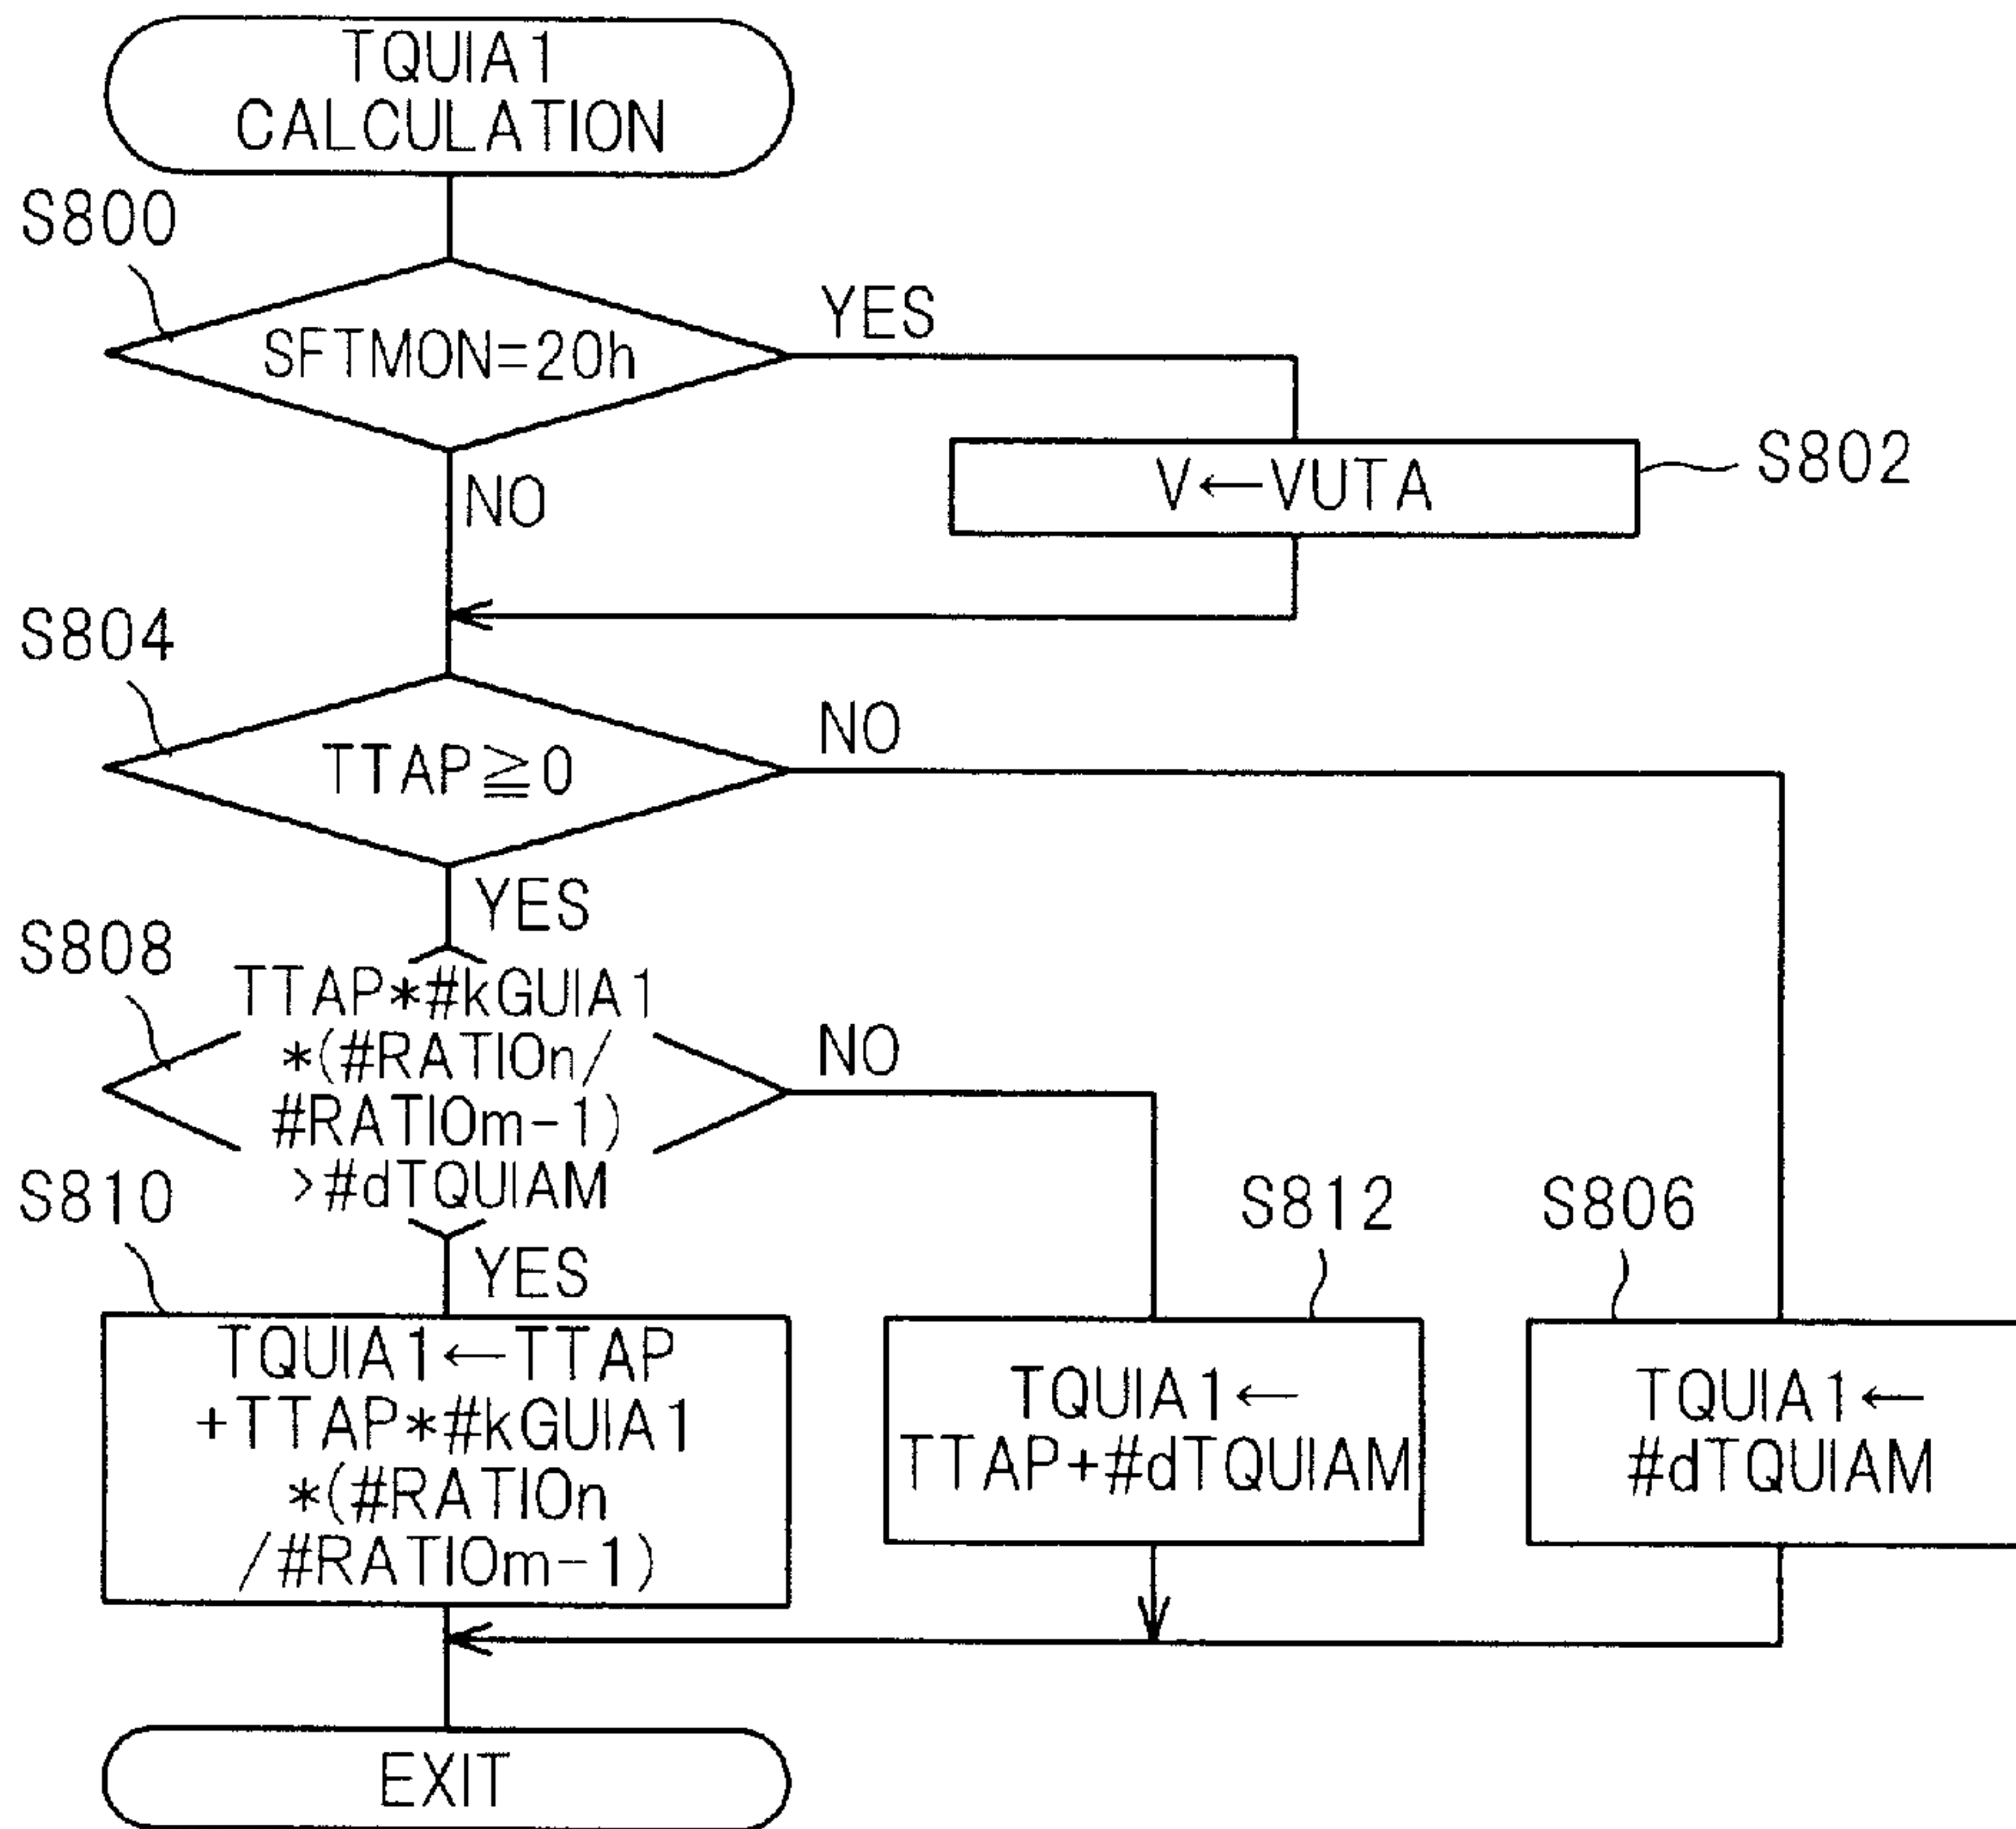 TQUIA1
CALCULATION
S800
SFTMON=20h
YES
NO
V←VUTA
S802
S804
TTAP≧0
NO
YES
S808
TTAP*#kGUIA1
*(#RATIOn/
#RATIOm-1)
>#dTQUIAM
NO
YES
S810
TQUIA1←TTAP
+TTAP*#kGUIA1
*(#RATIOn
/#RATIOm-1)
S812
TQUIA1←
TTAP+#dTQUIAM
S806
TQUIA1←
#dTQUIAM
EXIT